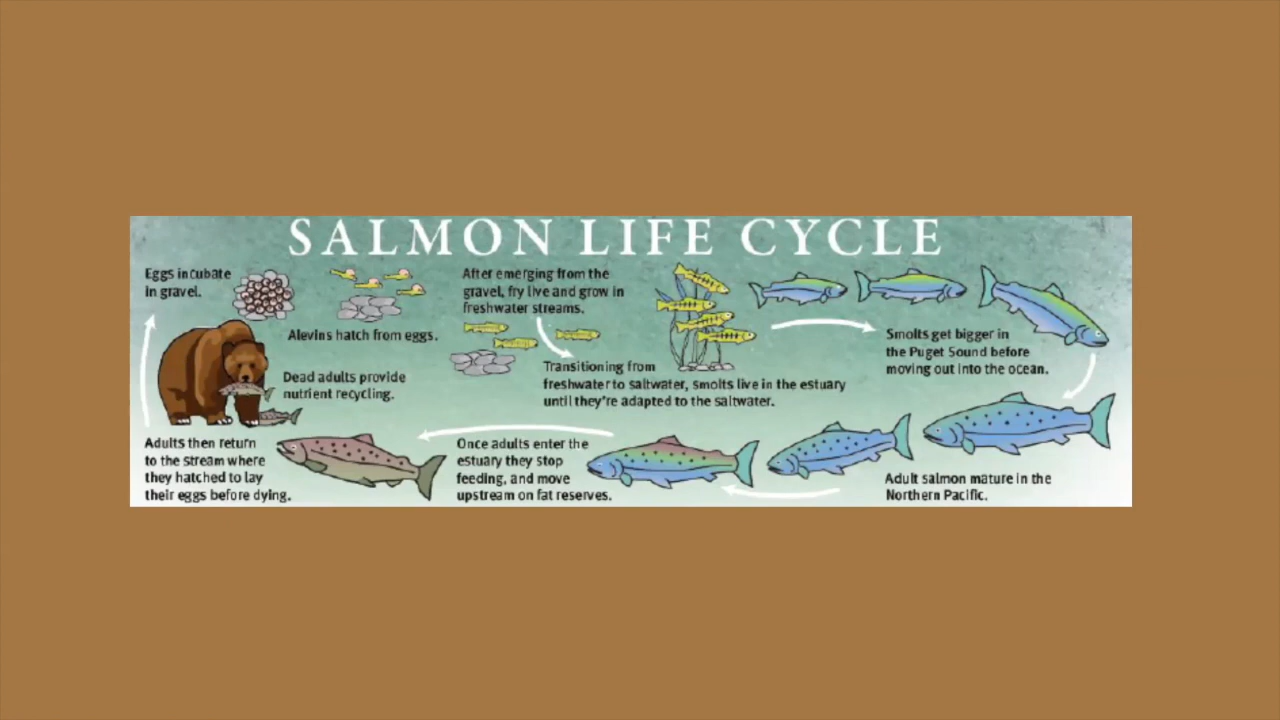 SALMON LIFE CYCLE
Eggs incubate
in gravel.
Alevins hatch from eggs.
After emerging from the
gravel, fry live and grow in
freshwater streams.
Transitioning from
freshwater to saltwater, smolts live in the estuary
until they're adapted to the saltwater.
Smolts get bigger in
the Puget Sound before
moving out into the ocean.
Adult salmon mature in the
Northern Pacific.
Once adults enter the
estuary they stop
feeding, and move
upstream on fat reserves.
Adults then return
to the stream where
they hatched to lay
their eggs before dying.
Dead adults provide
nutrient recycling.